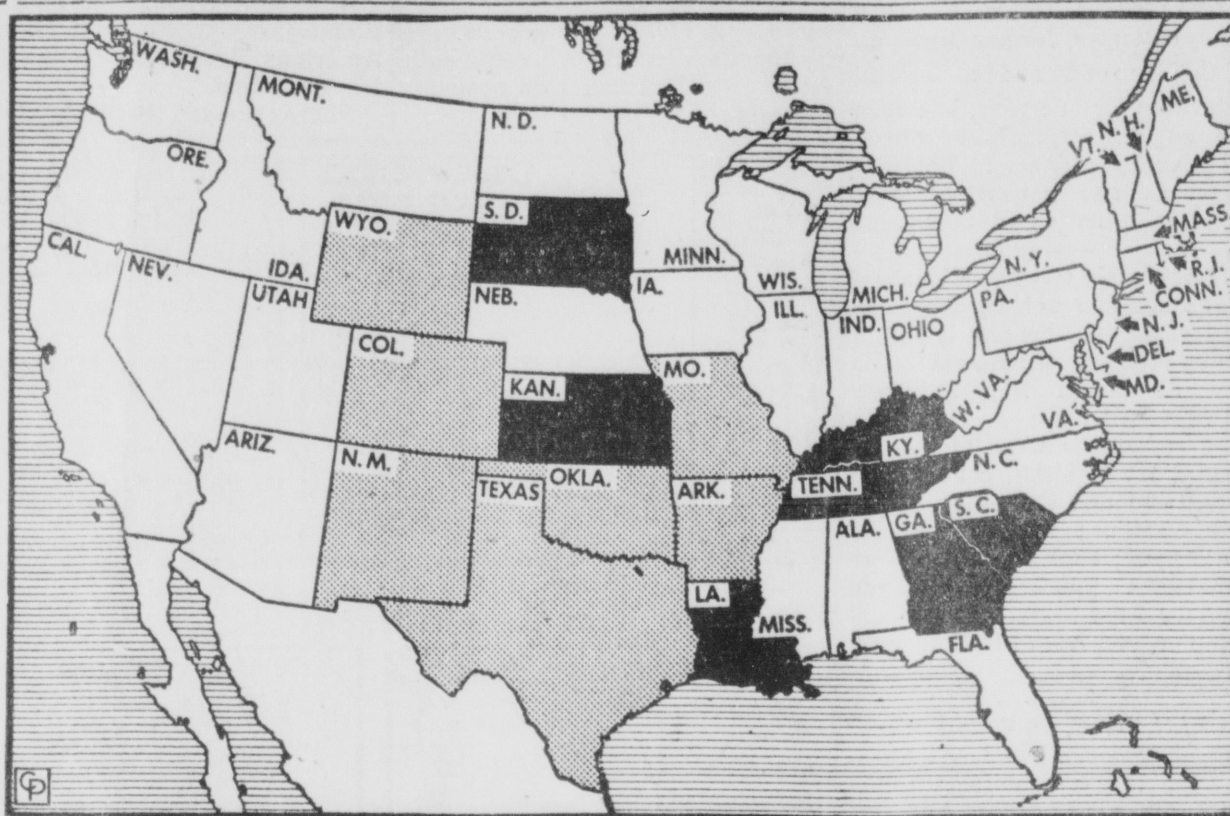 WASH.
MONT.
N.D.
ME.
N. H.
VT.
ORE.
S. D.
WYO.
MASS.
CAL.
NEV.
IDA.
MINN.
N. Y.
R. I.
UTAH
NEB.
IA.
WIS.
MICH.
PA.
CONN.
ILL.
IND.
OHIO
N. J.
COL.
DEL.
MO.
KAN.
W. VA.
MD.
VA.
ARIZ.
N. M.
KY.
N. C.
TEXAS
OKLA.
ARK.
TENN.
ALA.
GA.
S. C.
LA.
MISS.
FLA.
CP